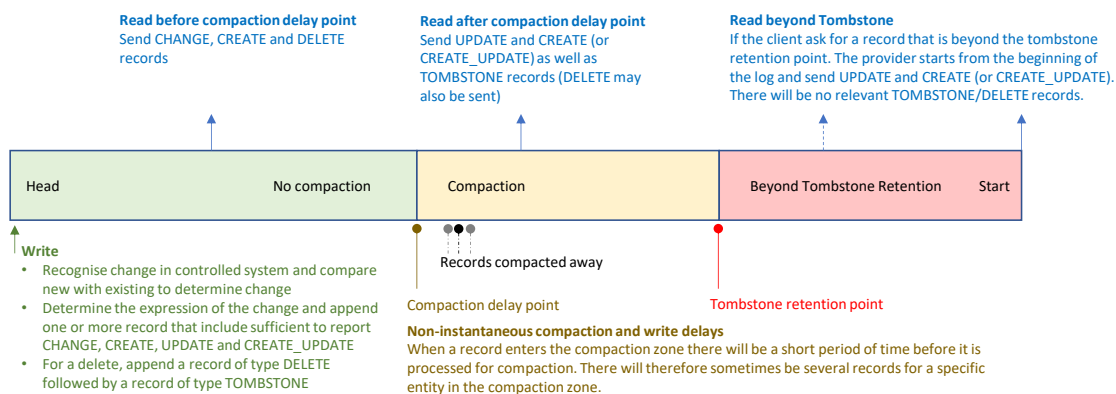 Read before compaction delay point
Send CHANGE, CREATE and DELETE
records
Read after compaction delay point
Send UPDATE and CREATE (or
CREATE_UPDATE) as well as
TOMBSTONE records (DELETE may
also be sent)
Read beyond Tombstone
If the client ask for a record that is beyond the tombstone
retention point. The provider starts from the beginning of
the log and send UPDATE and CREATE (or CREATE_UPDATE).
There will be no relevant TOMBSTONE/DELETE records.
Head
No compaction
Compaction
Beyond Tombstone Retention
Start
Write
• Recognise change in controlled system and compare
new with existing to determine change
• Determine the expression of the change and append
one or more record that include sufficient to report
CHANGE, CREATE, UPDATE and CREATE_UPDATE
• For a delete, append a record of type DELETE
followed by a record of type TOMBSTONE
Records compacted away
Compaction delay point
Tombstone retention point
Non-instantaneous compaction and write delays
When a record enters the compaction zone there will be a short period of time before it is
processed for compaction. There will therefore sometimes be several records for a specific
entity in the compaction zone.